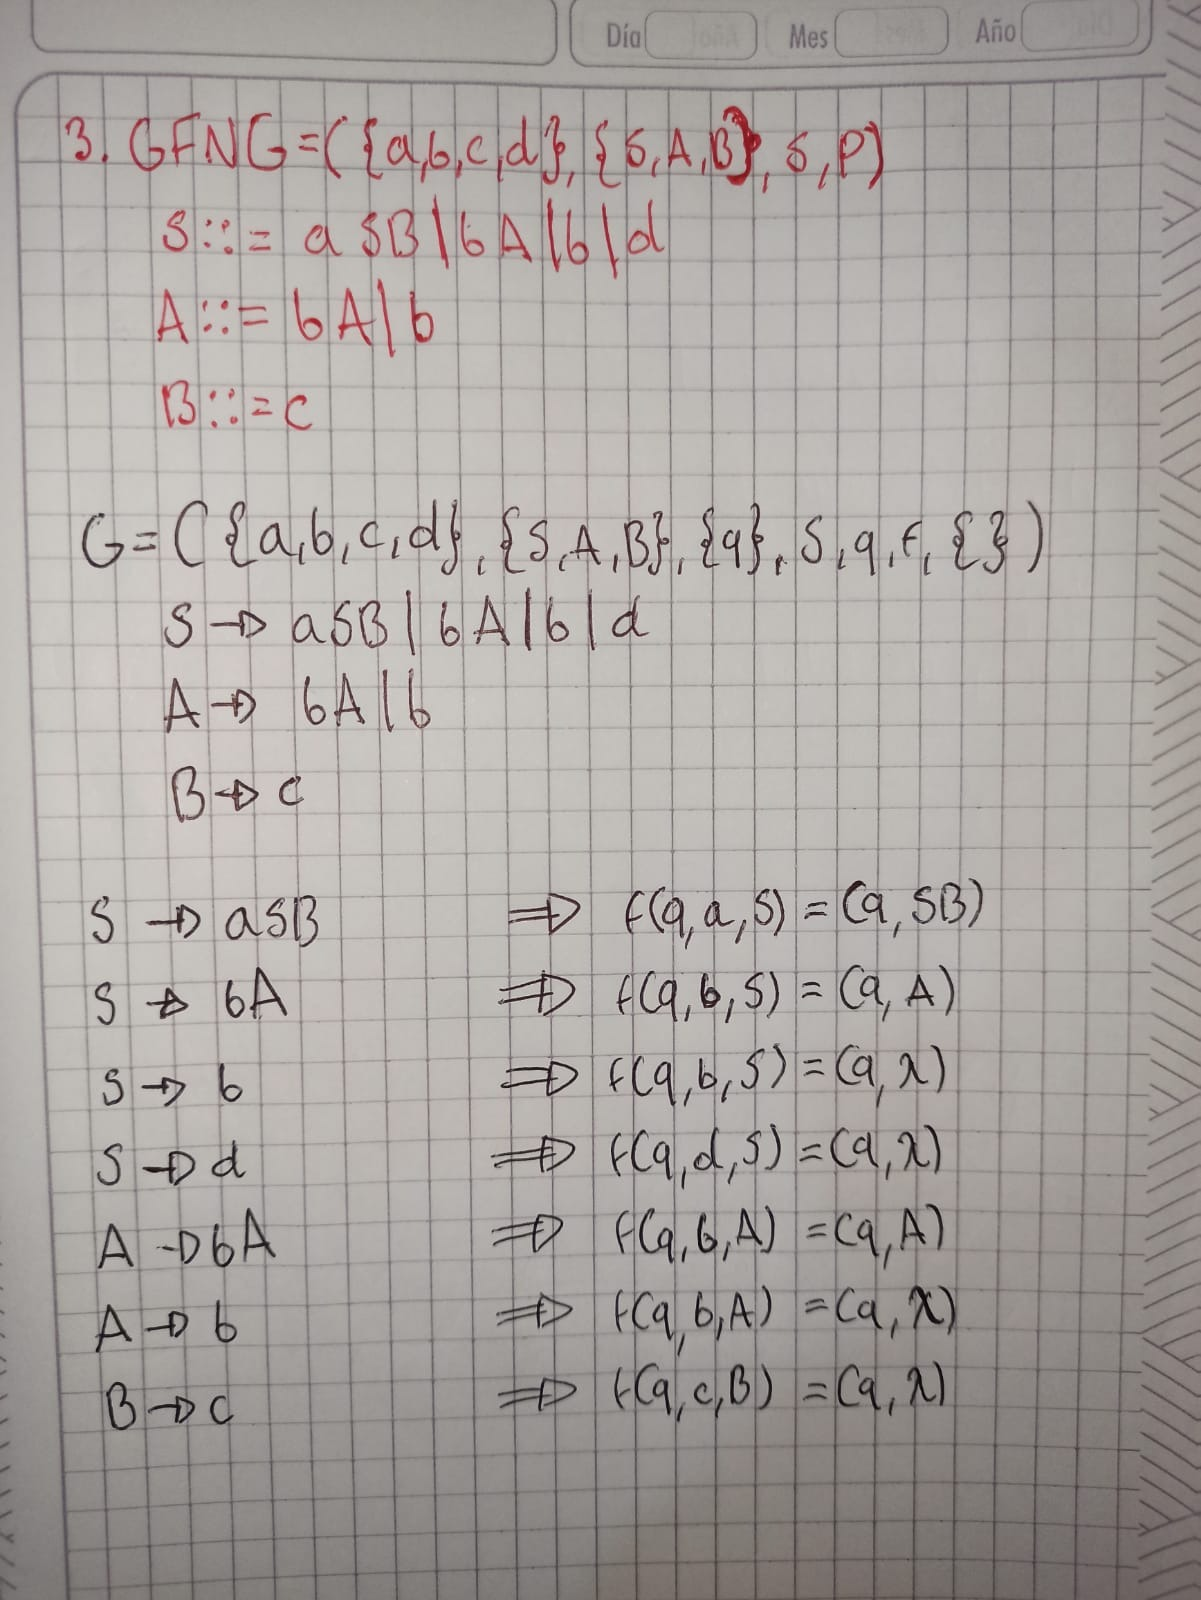 Día Mes Año
3. GFNG=({a,b,c,d},{S,A,B},S,P)
S::= aSB|bA|b|d
A::= bA|b
B::=c
G=({a,b,c,d},{S,A,B},{q},S,q,f,{})
S→ aSB|bA|b|d
A→ bA|b
B→ c
S → aSB ⇒ f(q,a,S) = (q,SB)
S → bA ⇒ f(q,b,S) = (q,A)
S → b ⇒ f(q,b,S) = (q,λ)
S → d ⇒ f(q,d,S) = (q,λ)
A → bA ⇒ f(q,b,A) = (q,A)
A → b ⇒ f(q,b,A) = (q,λ)
B → c ⇒ f(q,c,B) = (q,λ)